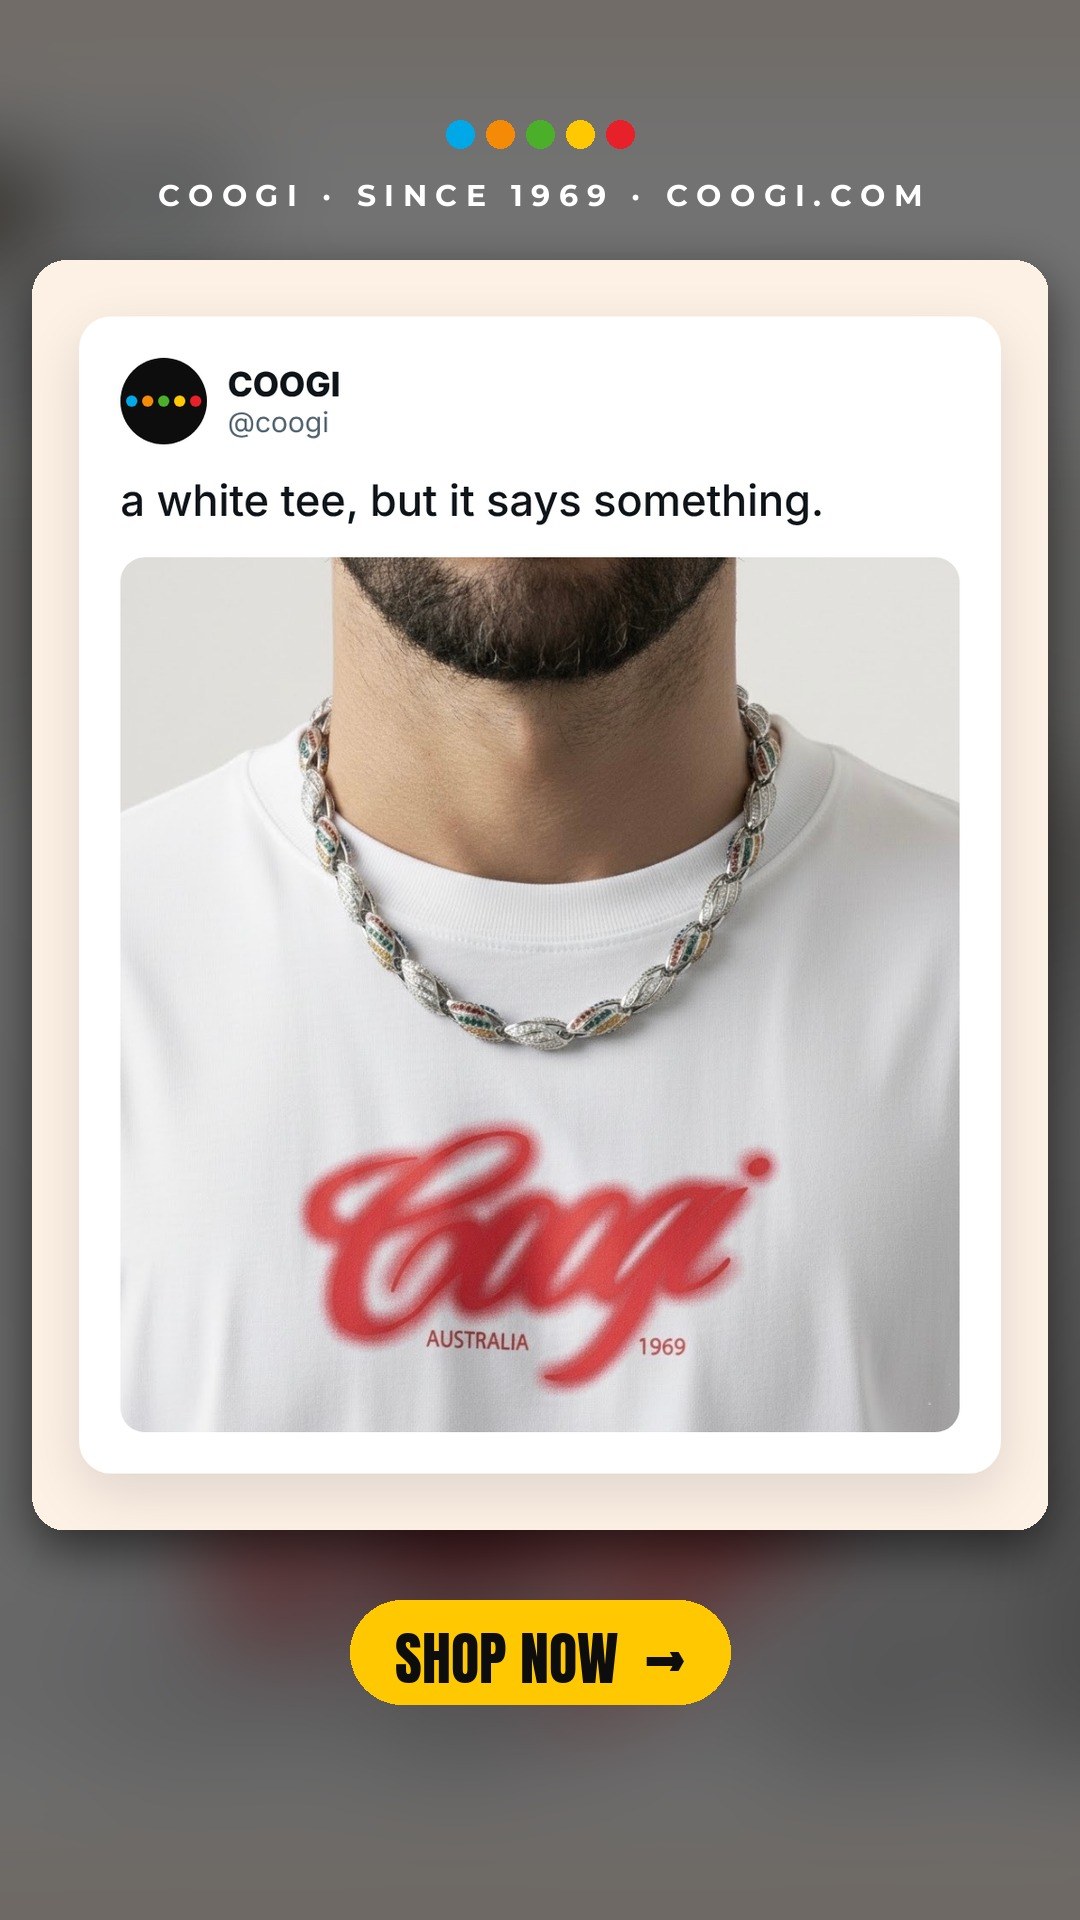 COOGI · SINCE 1969 · COOGI.COM
COOGI
@coogi
a white tee, but it says something.
Coogi
AUSTRALIA 1969
SHOP NOW →